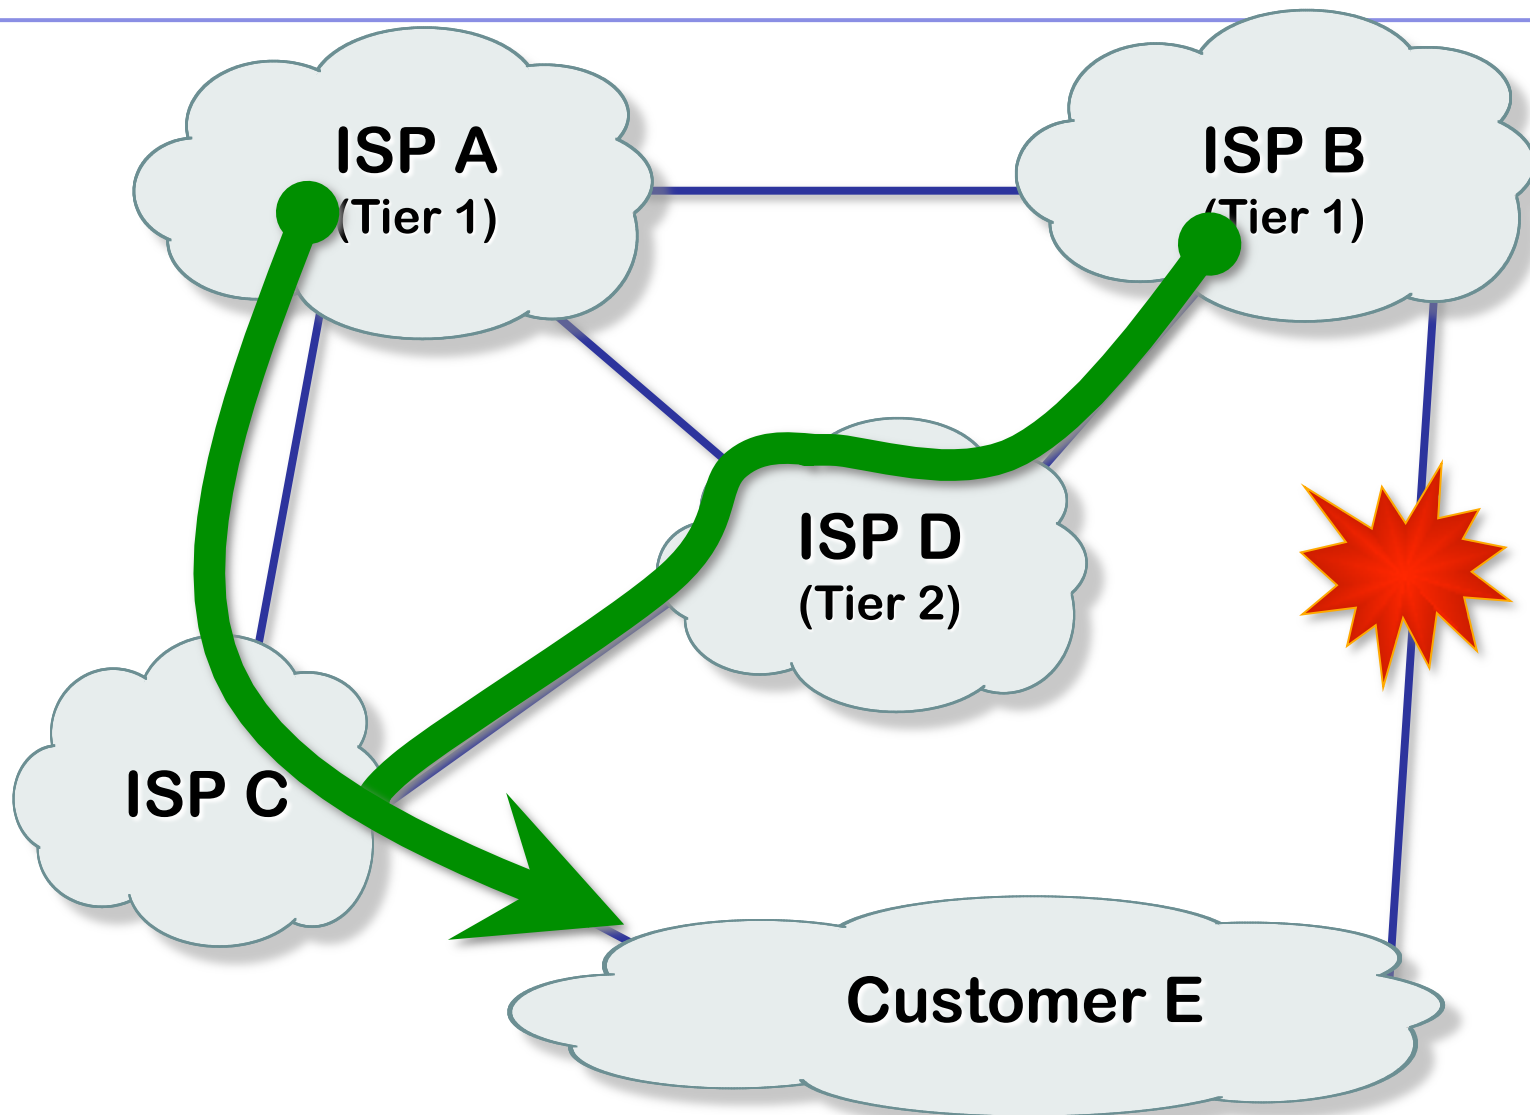 ISP A
(Tier 1)
ISP B
(Tier 1)
ISP D
(Tier 2)
ISP C
Customer E